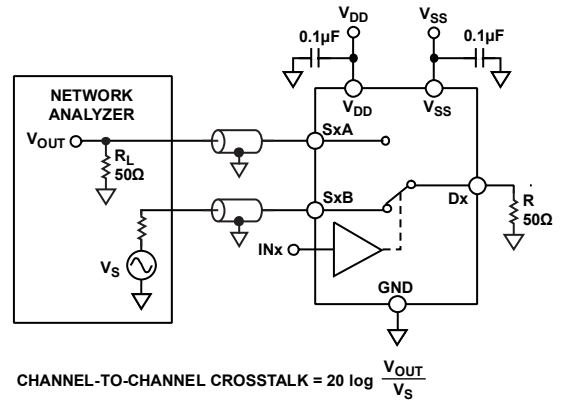 V_DD
V_SS
0.1µF
0.1µF
V_DD
V_SS
NETWORK
ANALYZER
V_OUT
SxA
R_L
50Ω
SxB
Dx
R
50Ω
V_S
INx
GND
CHANNEL-TO-CHANNEL CROSSTALK = 20 log V_OUT / V_S